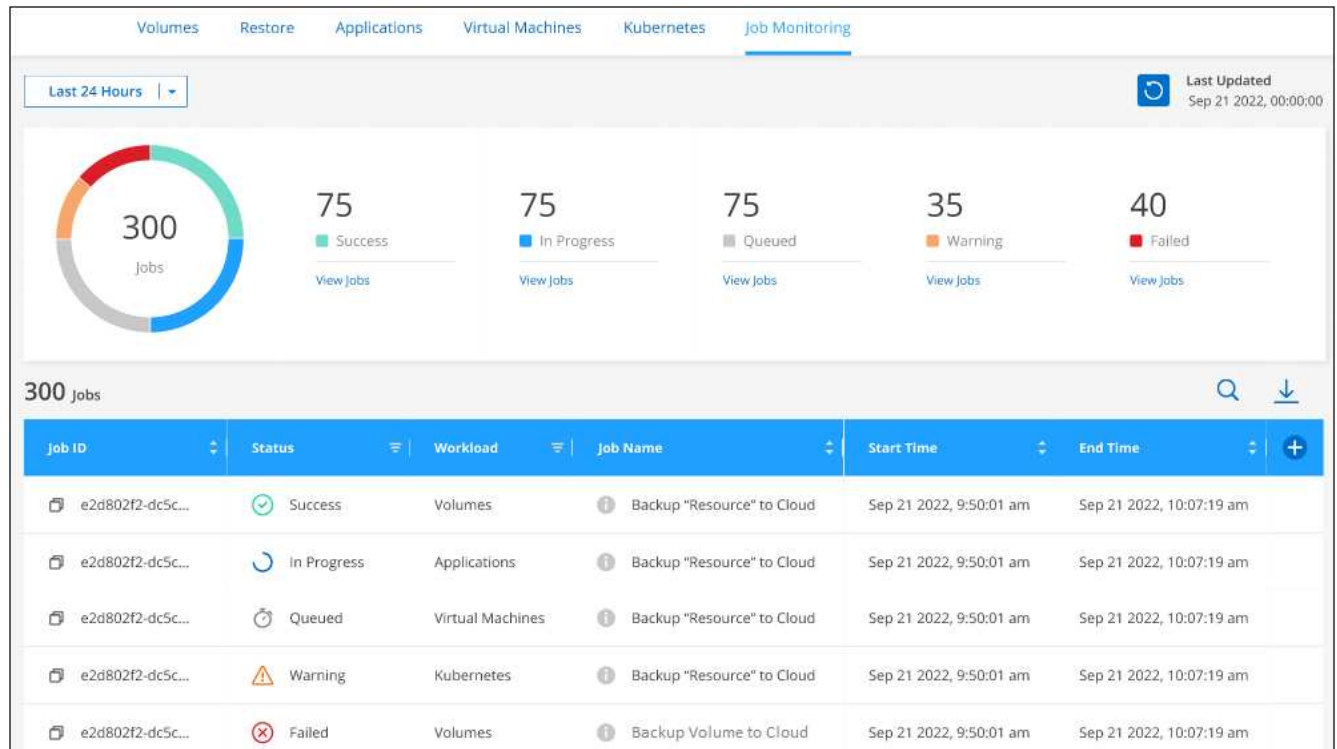 Volumes Restore Applications Virtual Machines Kubernetes Job Monitoring
Last 24 Hours
Last Updated
Sep 21 2022, 00:00:00
300
Jobs
75 75 75 35 40
Success In Progress Queued Warning Failed
View Jobs View Jobs View Jobs View Jobs View Jobs
300 Jobs
Job ID Status Workload Job Name Start Time End Time
e2d802f2-dc5c... Success Volumes Backup “Resource” to Cloud Sep 21 2022, 9:50:01 am Sep 21 2022, 10:07:19 am
e2d802f2-dc5c... In Progress Applications Backup “Resource” to Cloud Sep 21 2022, 9:50:01 am Sep 21 2022, 10:07:19 am
e2d802f2-dc5c... Queued Virtual Machines Backup “Resource” to Cloud Sep 21 2022, 9:50:01 am Sep 21 2022, 10:07:19 am
e2d802f2-dc5c... Warning Kubernetes Backup “Resource” to Cloud Sep 21 2022, 9:50:01 am Sep 21 2022, 10:07:19 am
e2d802f2-dc5c... Failed Volumes Backup Volume to Cloud Sep 21 2022, 9:50:01 am Sep 21 2022, 10:07:19 am